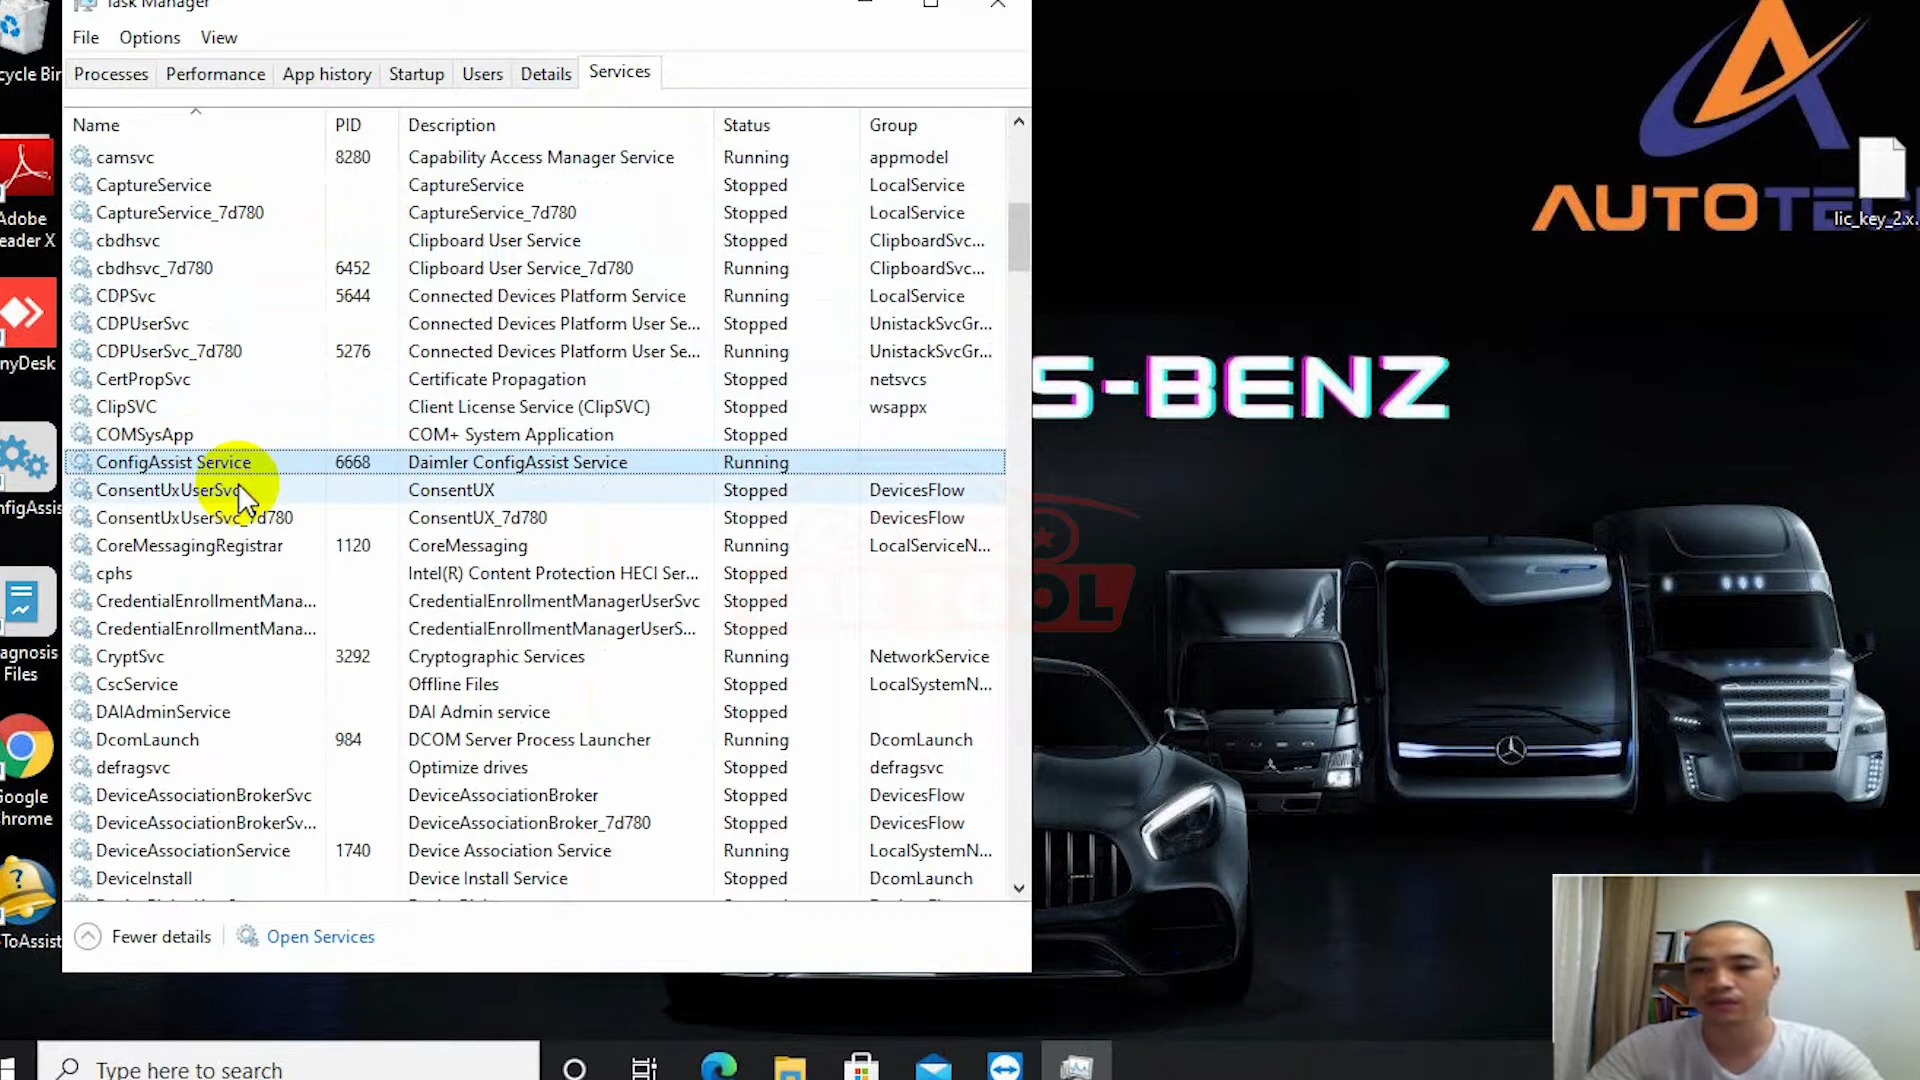 Task Manager
File Options View
Processes Performance App history Startup Users Details Services
Name PID Description Status Group
camsvc 8280 Capability Access Manager Service Running appmodel
CaptureService CaptureService Stopped LocalService
CaptureService_7d780 CaptureService_7d780 Stopped LocalService
cbdhsvc Clipboard User Service Stopped ClipboardSvc...
cbdhsvc_7d780 6452 Clipboard User Service_7d780 Running ClipboardSvc...
CDPSvc 5644 Connected Devices Platform Service Running LocalService
CDPUserSvc Connected Devices Platform User Se... Stopped UnistackSvcGr...
CDPUserSvc_7d780 5276 Connected Devices Platform User Se... Running UnistackSvcGr...
CertPropSvc Certificate Propagation Stopped netsvcs
ClipSVC Client License Service (ClipSVC) Stopped wsappx
COMSysApp COM+ System Application Stopped
ConfigAssist Service 6668 Daimler ConfigAssist Service Running
ConsentUxUserSvc ConsentUX Stopped DevicesFlow
ConsentUxUserSvc_7d780 ConsentUX_7d780 Stopped DevicesFlow
CoreMessagingRegistrar 1120 CoreMessaging Running LocalServiceN...
cphs Intel(R) Content Protection HECI Ser... Stopped
CredentialEnrollmentMana... CredentialEnrollmentManagerUserSvc Stopped
CredentialEnrollmentMana... CredentialEnrollmentManagerUserS... Stopped
CryptSvc 3292 Cryptographic Services Running NetworkService
CscService Offline Files Stopped LocalSystemN...
DAIAdminService DAI Admin service Stopped
DcomLaunch 984 DCOM Server Process Launcher Running DcomLaunch
defragsvc Optimize drives Stopped defragsvc
DeviceAssociationBrokerSvc DeviceAssociationBroker Stopped DevicesFlow
DeviceAssociationBrokerSv... DeviceAssociationBroker_7d780 Stopped DevicesFlow
DeviceAssociationService 1740 Device Association Service Running LocalSystemN...
DeviceInstall Device Install Service Stopped DcomLaunch
Fewer details Open Services
cycle Bin
Adobe
eader X
nyDesk
nfigAssis
agnosis
Files
Google
hrome
-ToAssist
AUTOTEC
lic_key_2.x.
S-BENZ
FUSO
Type here to search